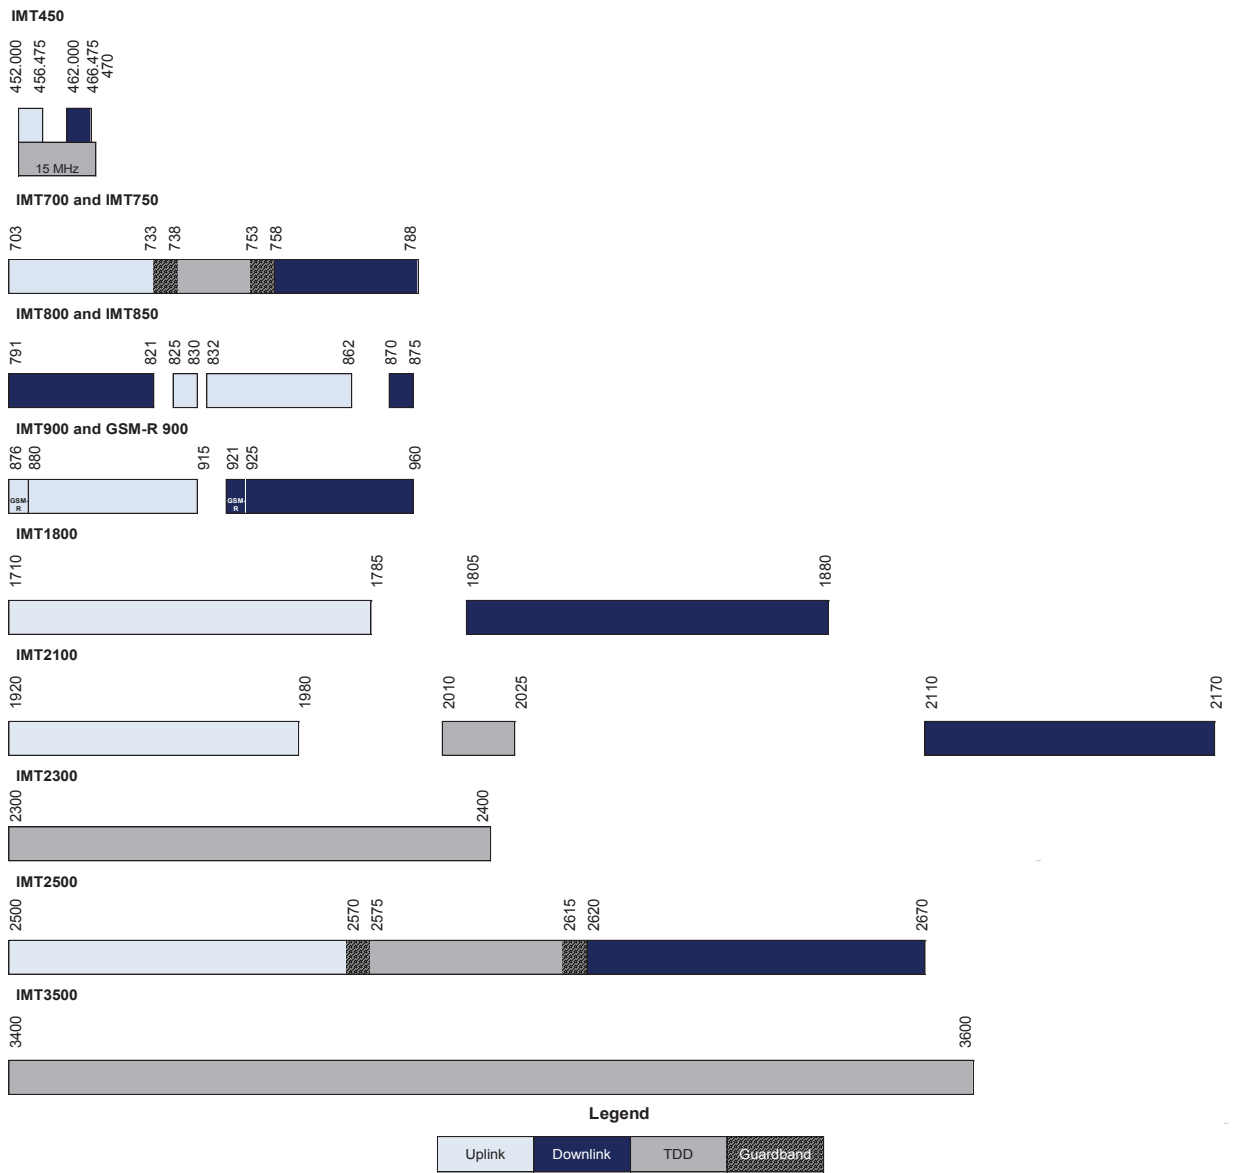 IMT450
452.000 456.475 462.000 466.475 470
15 MHz
IMT700 and IMT750
703 733 738 753 758 788
IMT800 and IMT850
791 821 825 830 832 862 870 875
IMT900 and GSM-R 900
876 880 915 921 925 960
GSM- GSM-
R R
IMT1800
1710 1785 1805 1880
IMT2100
1920 1980 2010 2025 2110 2170
IMT2300
2300 2400
IMT2500
2500 2570 2575 2615 2620 2670
IMT3500
3400 3600
Legend
Uplink Downlink TDD Guardband